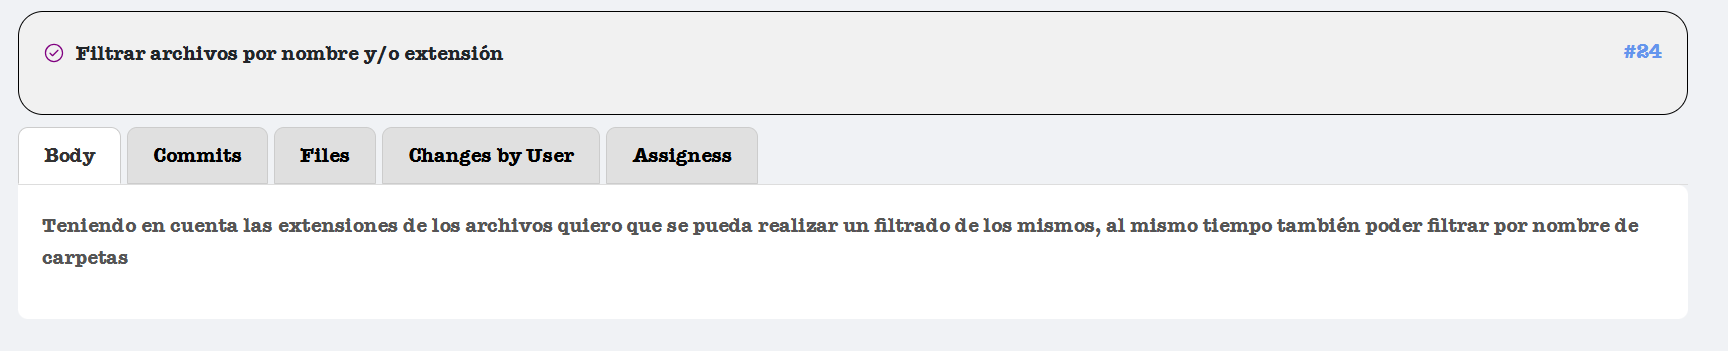 Filtrar archivos por nombre y/o extensión
#24
Body Commits Files Changes by User Assigness
Teniendo en cuenta las extensiones de los archivos quiero que se pueda realizar un filtrado de los mismos, al mismo tiempo también poder filtrar por nombre de
carpetas